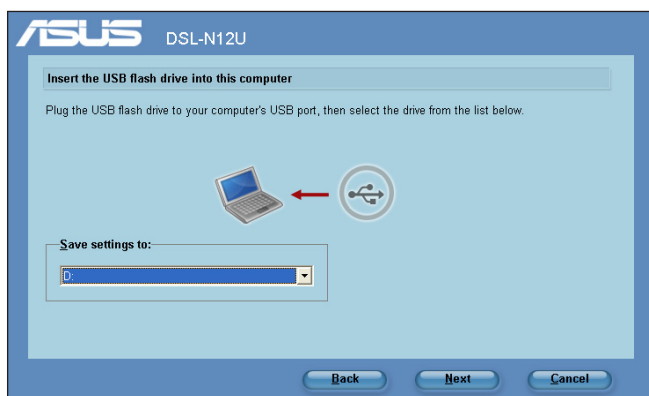 ASUS DSL-N12U
Insert the USB flash drive into this computer
Plug the USB flash drive to your computer's USB port, then select the drive from the list below.
Save settings to:
D:
Back Next Cancel